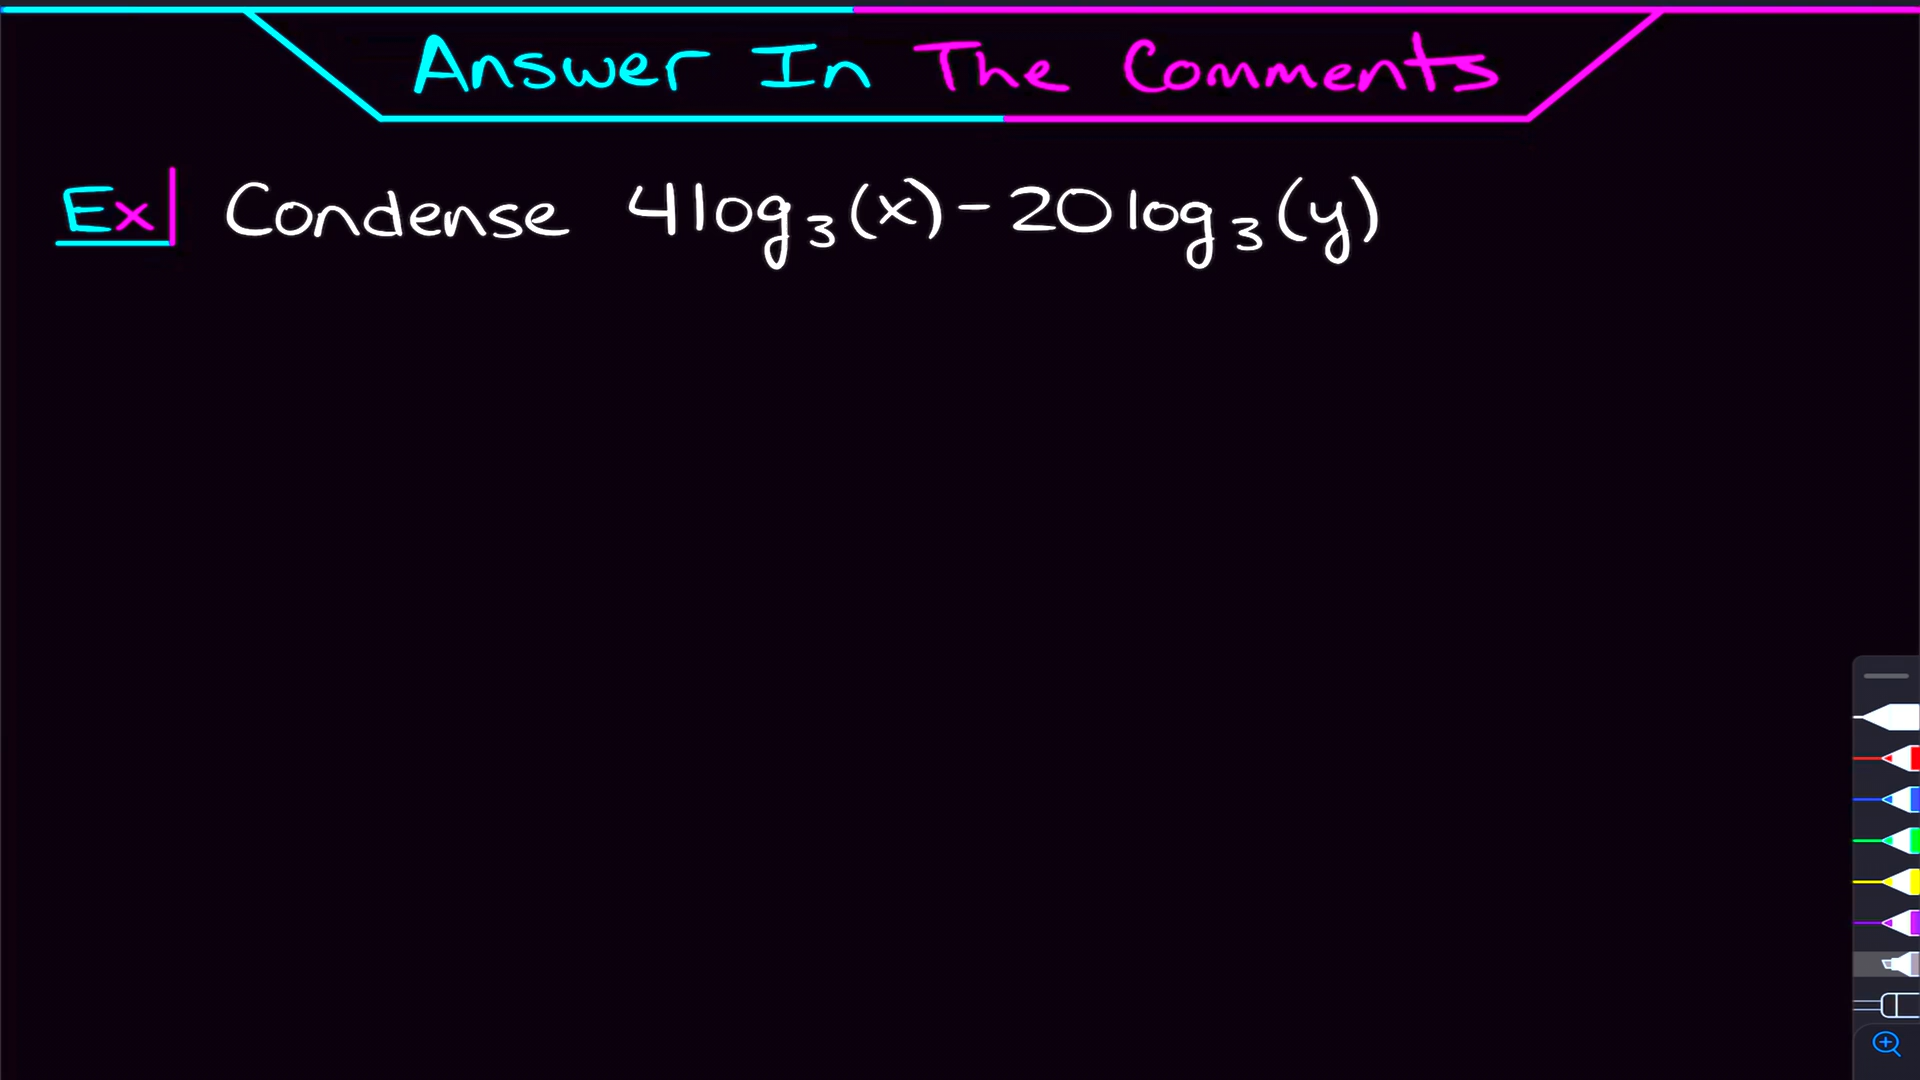 Answer In The Comments
Ex Condense 4log₃(x)-20log₃(y)